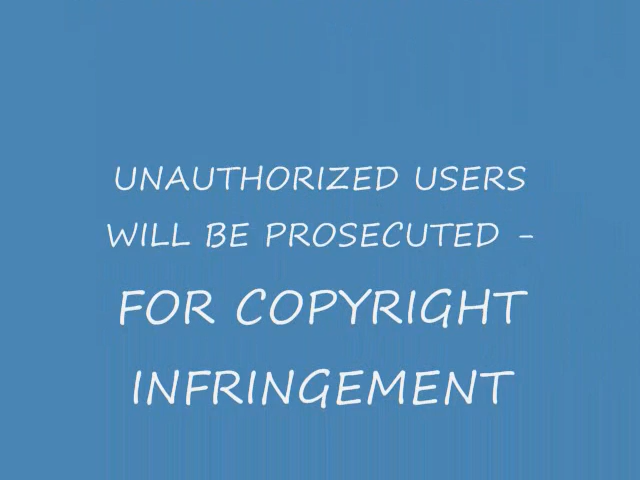 UNAUTHORIZED USERS
WILL BE PROSECUTED -
FOR COPYRIGHT
INFRINGEMENT